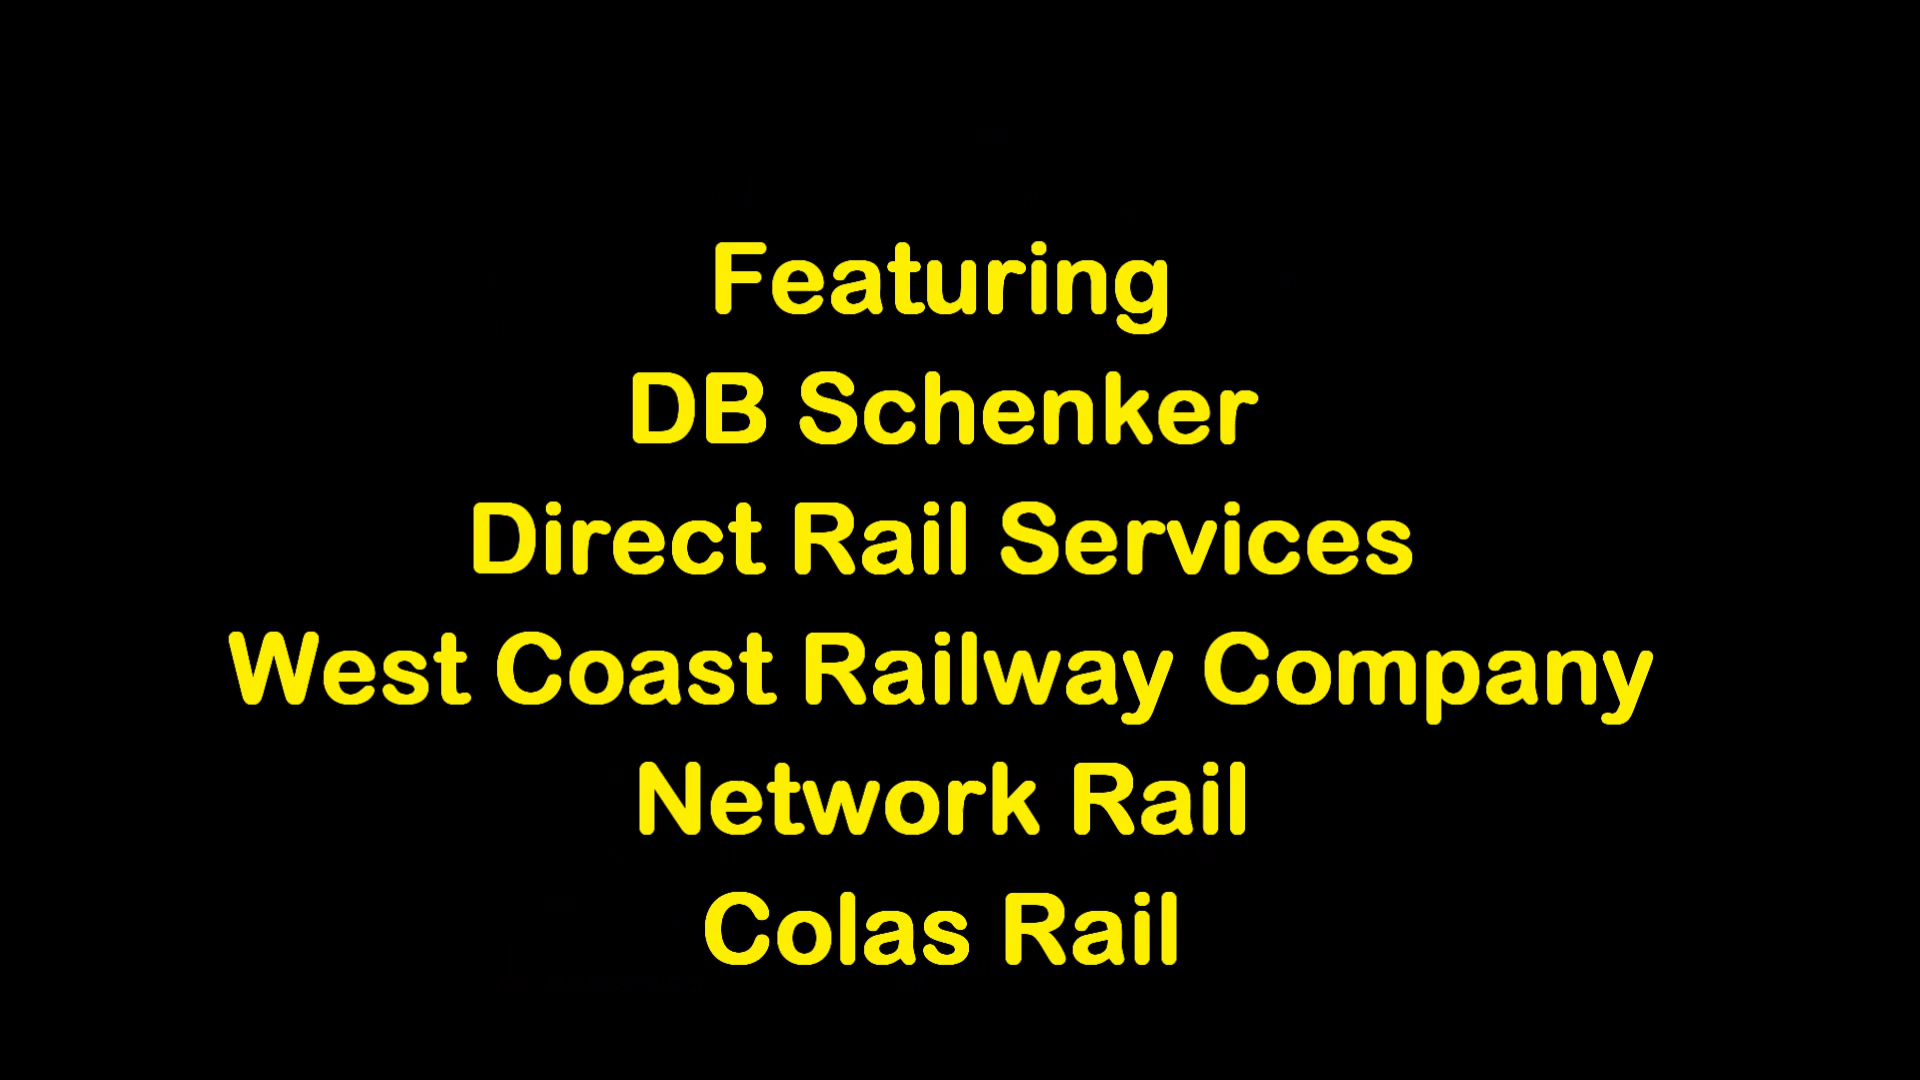 Featuring
DB Schenker
Direct Rail Services
West Coast Railway Company
Network Rail
Colas Rail